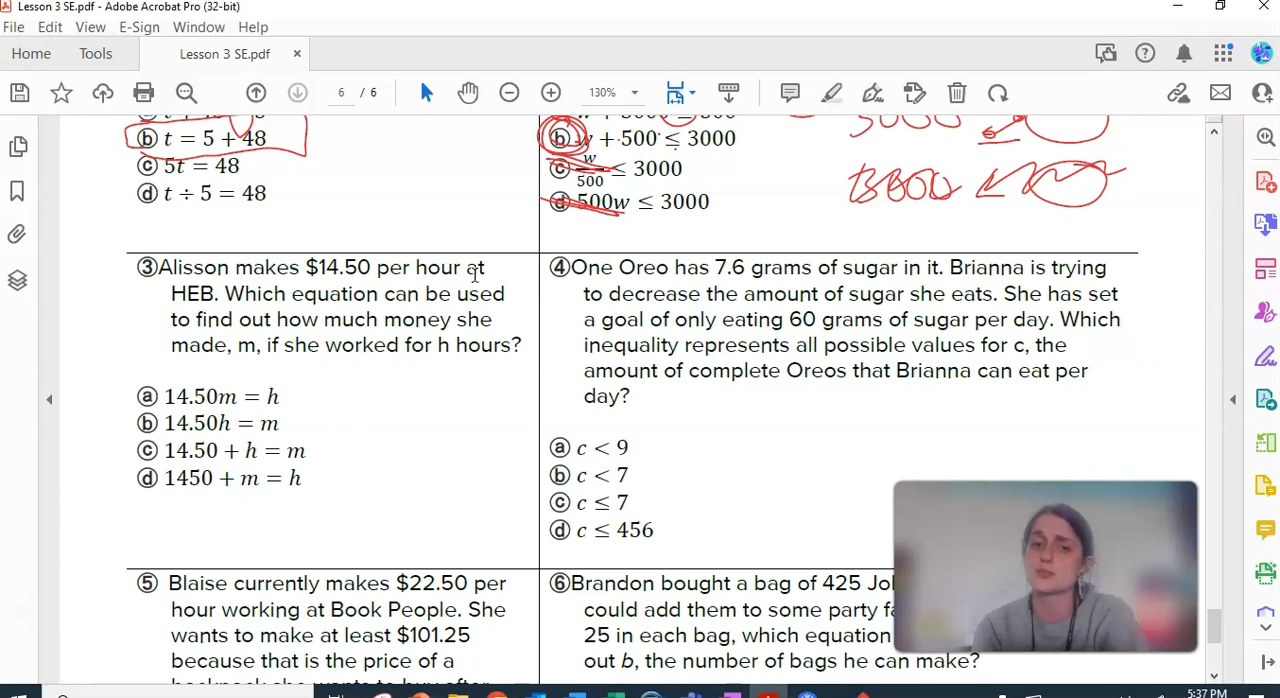 Lesson 3 SE.pdf - Adobe Acrobat Pro (32-bit)
File Edit View E-Sign Window Help
Home Tools Lesson 3 SE.pdf ×
6 / 6 130%
ⓑ t = 5 + 48
ⓒ 5t = 48
ⓓ t ÷ 5 = 48
ⓑ w + 500 ≤ 3000
ⓒ w/500 ≤ 3000
ⓓ 500w ≤ 3000
③Alisson makes $14.50 per hour at
HEB. Which equation can be used
to find out how much money she
made, m, if she worked for h hours?
ⓐ 14.50m = h
ⓑ 14.50h = m
ⓒ 14.50 + h = m
ⓓ 1450 + m = h
④One Oreo has 7.6 grams of sugar in it. Brianna is trying
to decrease the amount of sugar she eats. She has set
a goal of only eating 60 grams of sugar per day. Which
inequality represents all possible values for c, the
amount of complete Oreos that Brianna can eat per
day?
ⓐ c < 9
ⓑ c < 7
ⓒ c ≤ 7
ⓓ c ≤ 456
⑤ Blaise currently makes $22.50 per
hour working at Book People. She
wants to make at least $101.25
because that is the price of a
⑥Brandon bought a bag of 425
could add them to some party
25 in each bag, which equation
out b, the number of bags he can make?
5:37 PM